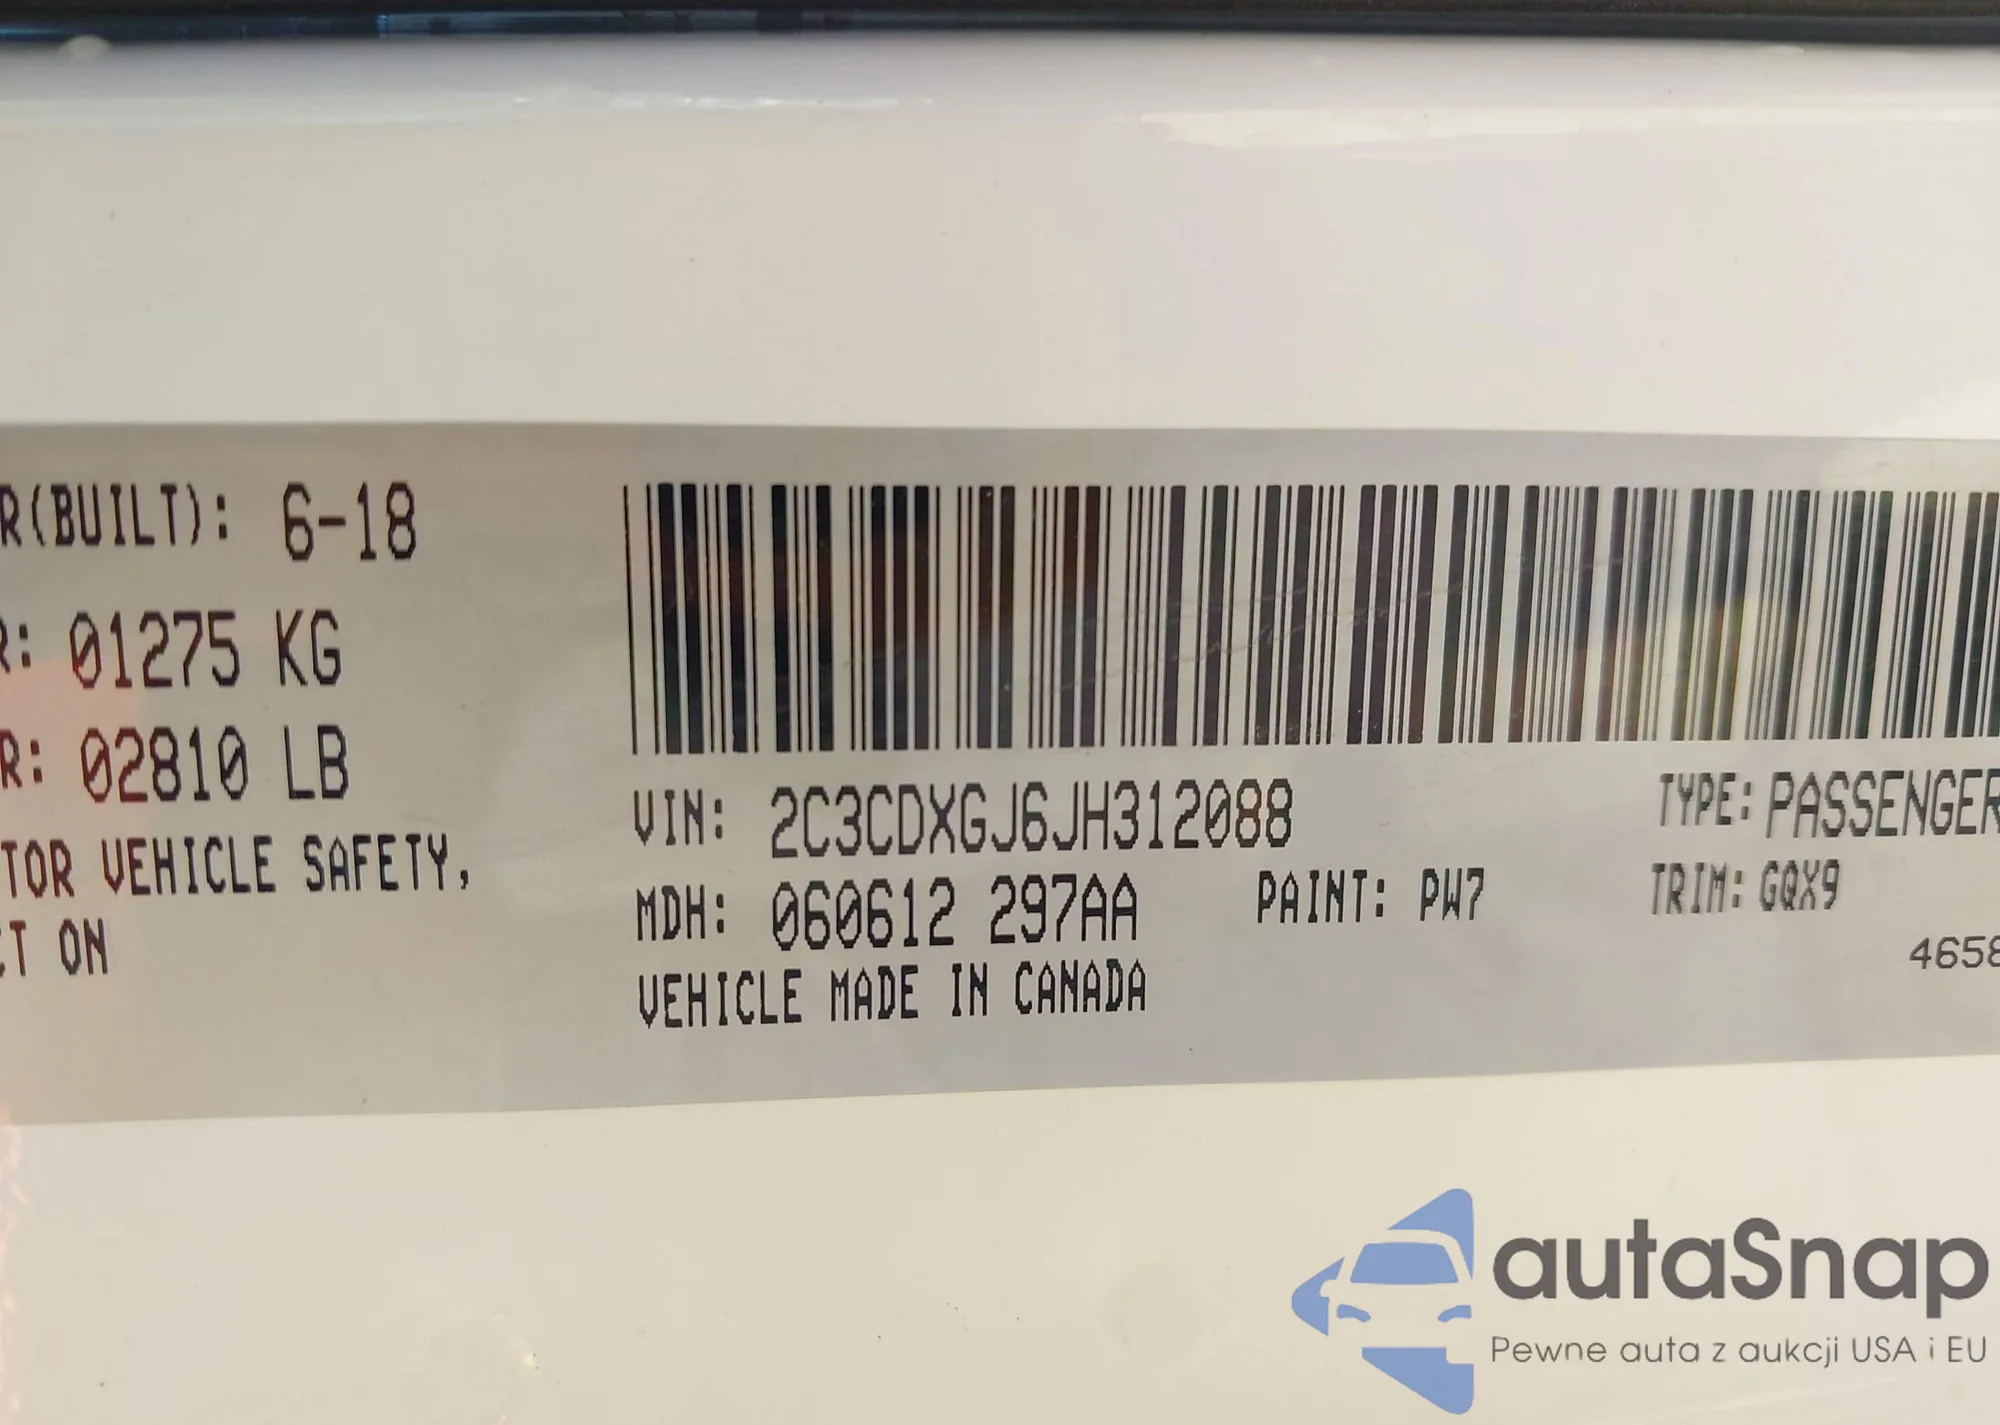 R(BUILT): 6-18
R: 01275 KG
R: 02810 LB
TOR VEHICLE SAFETY,
CT ON
VIN: 2C3CDXGJ6JH312088
TYPE: PASSENGER
MDH: 060612 297AA
PAINT: PW7
TRIM: GQX9
4658
VEHICLE MADE IN CANADA
autaSnap
Pewne auta z aukcji USA i EU